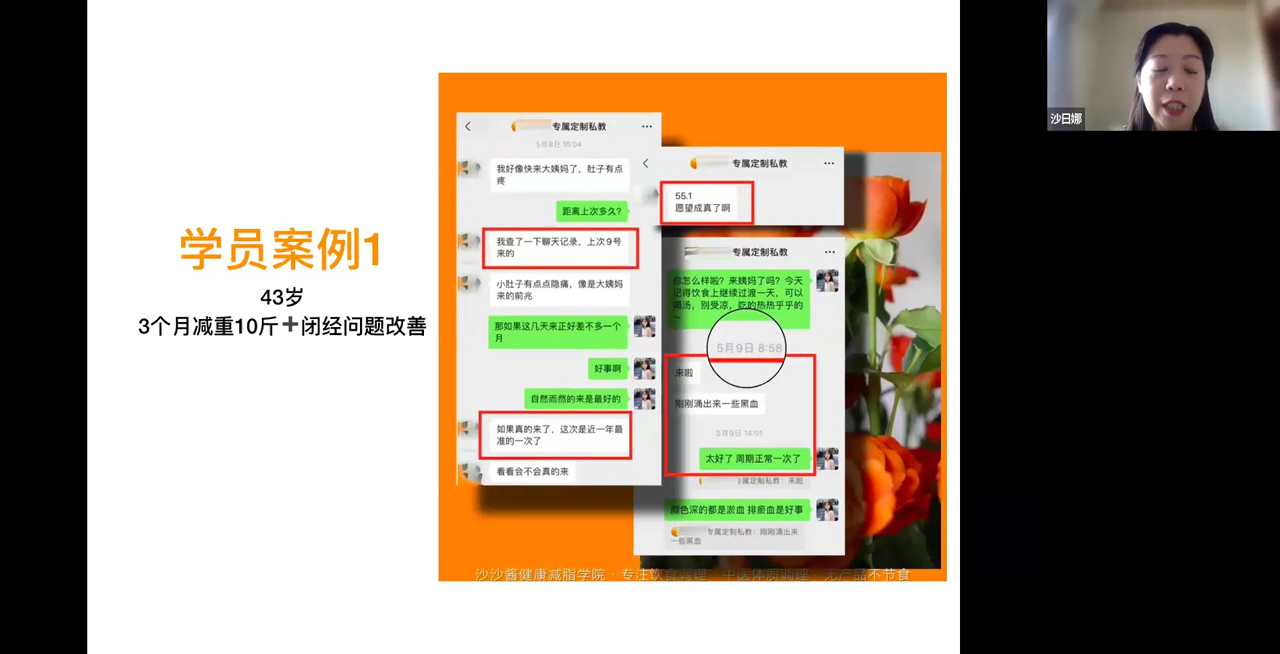 沙日娜
学员案例1
43岁
3个月减重10斤+闭经问题改善
专属定制私教
5月8日 15:04
我好像快来大姨妈了，肚子有点
疼
距离上次多久？
我查了一下聊天记录，上次9号
来的
小肚子有点点隐痛，像是大姨妈
来的前兆
那如果这几天来正好差不多一个
月
好事啊
自然而然的来是最好的
如果真的来了，这次是近一年最
准的一次了
看看会不会真的来
专属定制私教
55.1
愿望成真了啊
专属定制私教
你怎么样啦？来姨妈了吗？今天
记得饮食上继续过渡一天，可以
喝汤，别受凉，吃的热热乎乎的
～
5月9日 8:58
来啦
刚刚涌出来一些黑血
5月9日 14:01
太好了 周期正常一次了
属定制私教：来啦
颜色深的都是淤血 排瘀血是好事
专属定制私教：刚刚涌出来
一些黑血
沙沙酱健康减脂学院·专注饮食调理 中医体质调理 无产品不节食